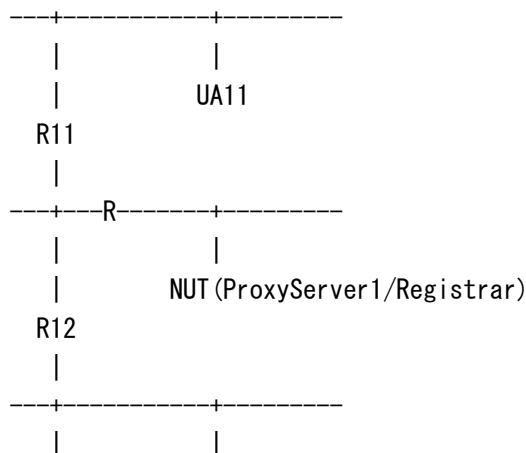 ---+-----------+---------
   |           |
   |          UA11
  R11
   |
---+---R-------+---------
   |           |
   |        NUT(ProxyServer1/Registrar)
  R12
   |
---+-----------+---------
   |           |